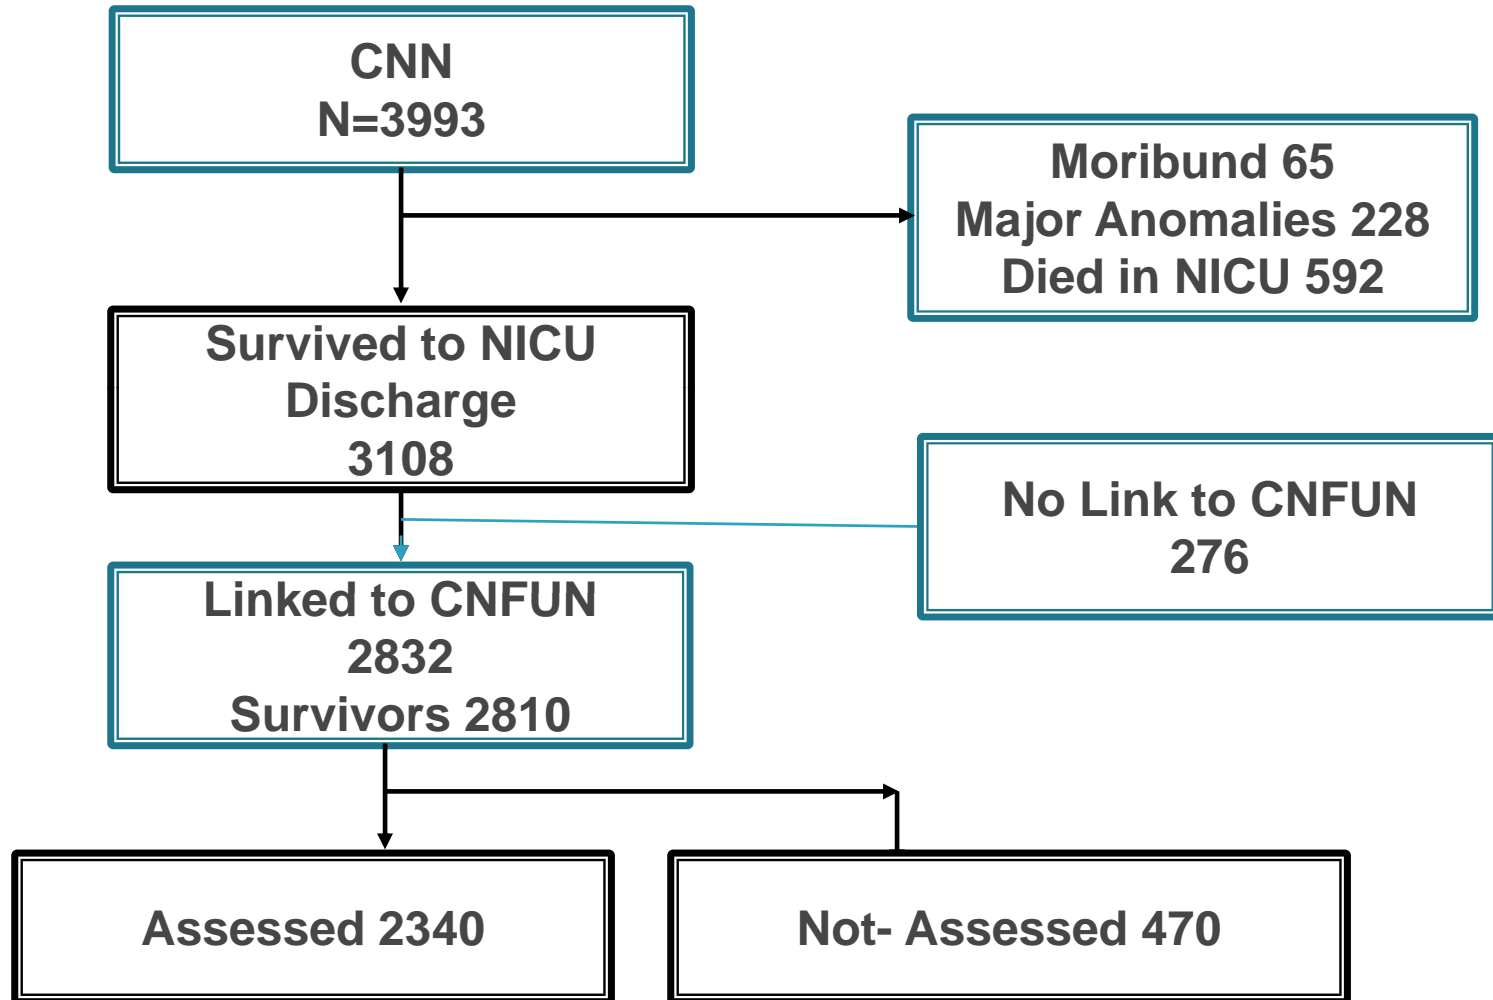 CNN
N=3993
Moribund 65
Major Anomalies 228
Died in NICU 592
Survived to NICU
Discharge
3108
No Link to CNFUN
276
Linked to CNFUN
2832
Survivors 2810
Assessed 2340
Not- Assessed 470